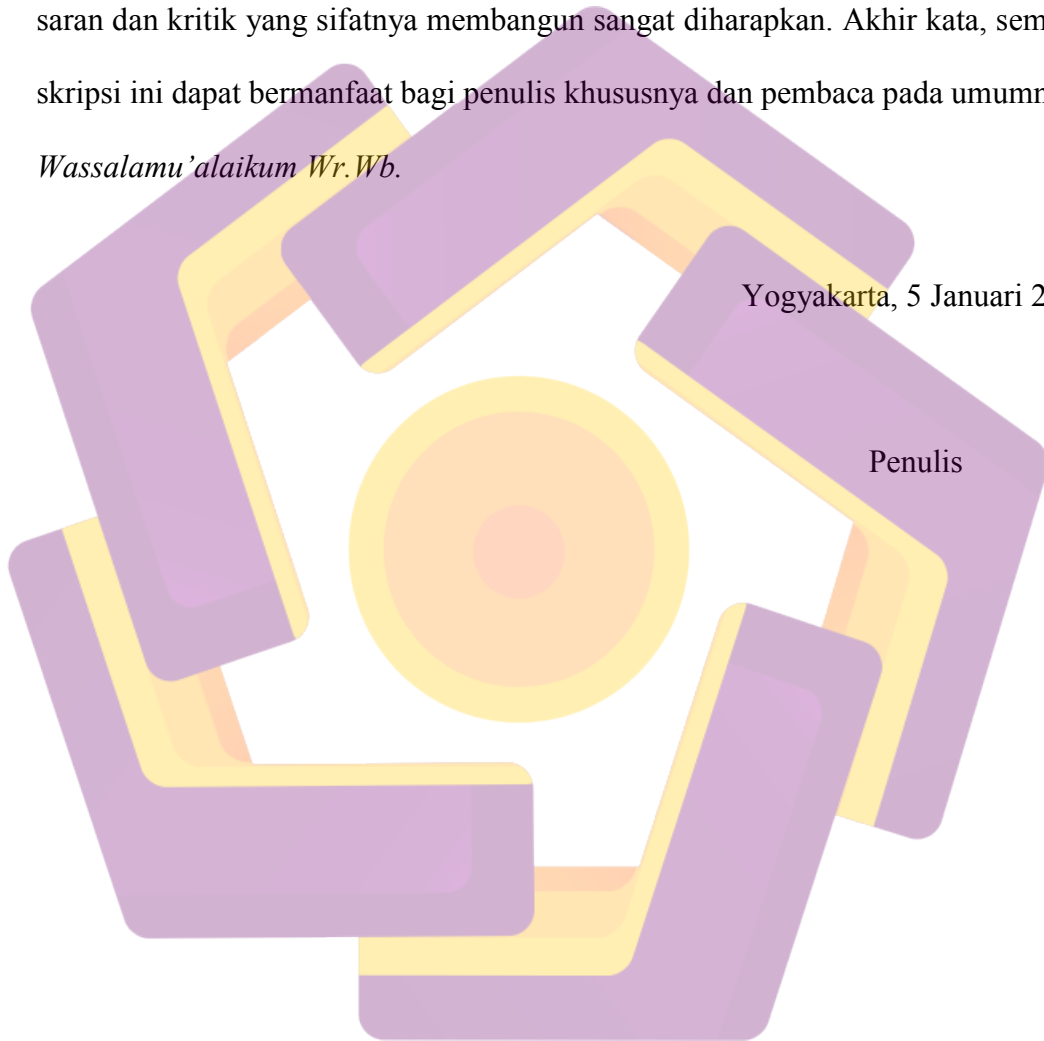 saran dan kritik yang sifatnya membangun sangat diharapkan. Akhir kata, sem
skripsi ini dapat bermanfaat bagi penulis khususnya dan pembaca pada umumn
Wassalamu’alaikum Wr.Wb.
Yogyakarta, 5 Januari 2
Penulis